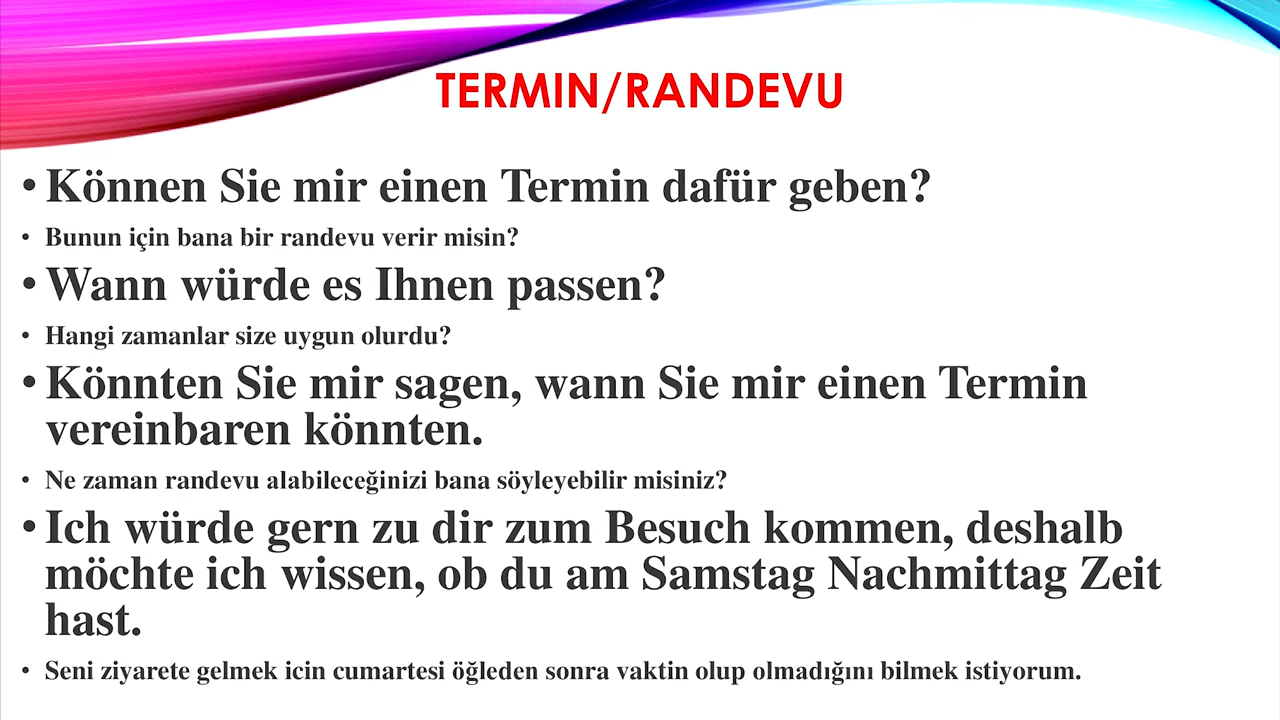 TERMIN/RANDEVU
• Können Sie mir einen Termin dafür geben?
• Bunun için bana bir randevu verir misin?
• Wann würde es Ihnen passen?
• Hangi zamanlar size uygun olurdu?
• Könnten Sie mir sagen, wann Sie mir einen Termin
vereinbaren könnten.
• Ne zaman randevu alabileceğinizi bana söyleyebilir misiniz?
• Ich würde gern zu dir zum Besuch kommen, deshalb
möchte ich wissen, ob du am Samstag Nachmittag Zeit
hast.
• Seni ziyarete gelmek icin cumartesi öğleden sonra vaktin olup olmadığını bilmek istiyorum.